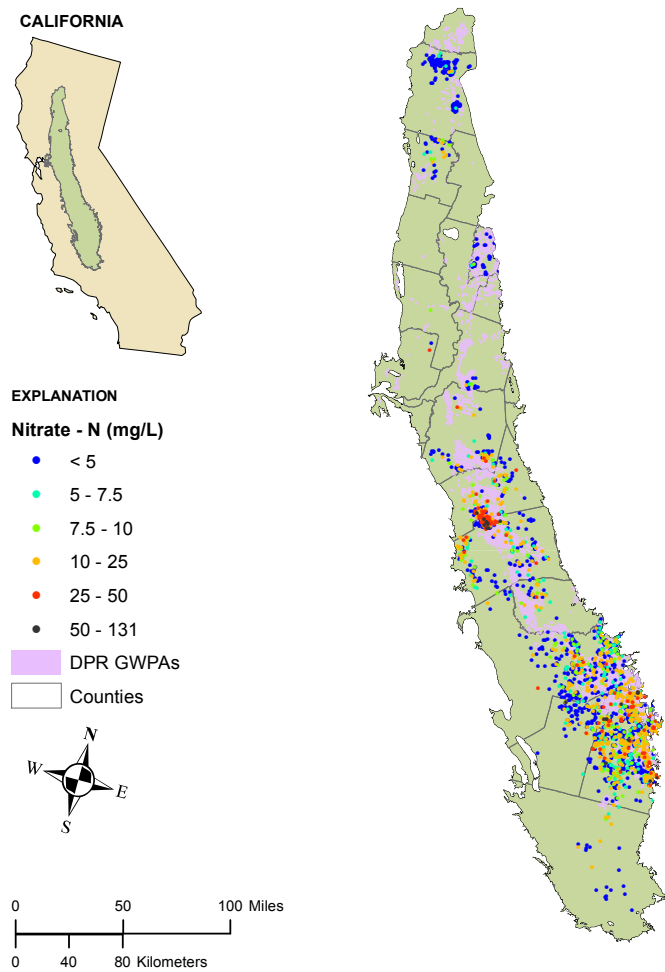 CALIFORNIA
EXPLANATION
Nitrate - N (mg/L)
< 5
5 - 7.5
7.5 - 10
10 - 25
25 - 50
50 - 131
DPR GWPAs
Counties
N
W
E
S
0 50 100 Miles
0 40 80 Kilometers